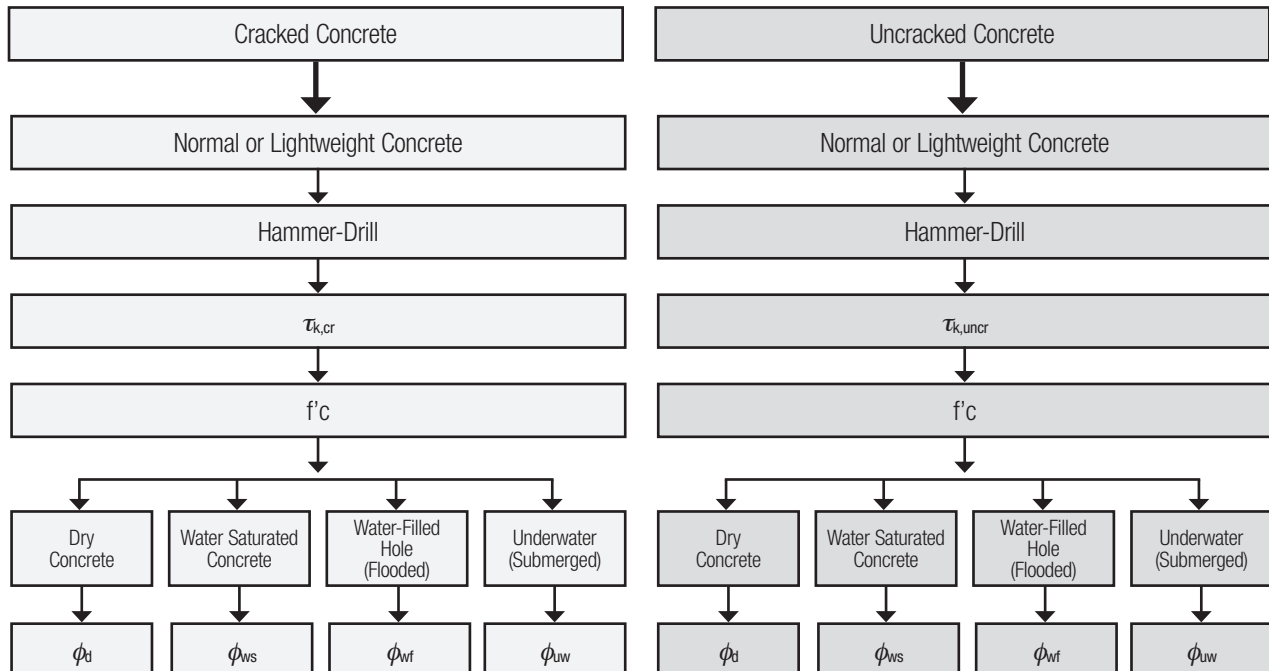 Cracked Concrete
Uncracked Concrete
Normal or Lightweight Concrete
Normal or Lightweight Concrete
Hammer-Drill
Hammer-Drill
τk,cr
τk,uncr
f'c
f'c
Dry
Concrete
Water Saturated
Concrete
Water-Filled
Hole
(Flooded)
Underwater
(Submerged)
Dry
Concrete
Water Saturated
Concrete
Water-Filled
Hole
(Flooded)
Underwater
(Submerged)
ϕd
ϕws
ϕwf
ϕuw
ϕd
ϕws
ϕwf
ϕuw